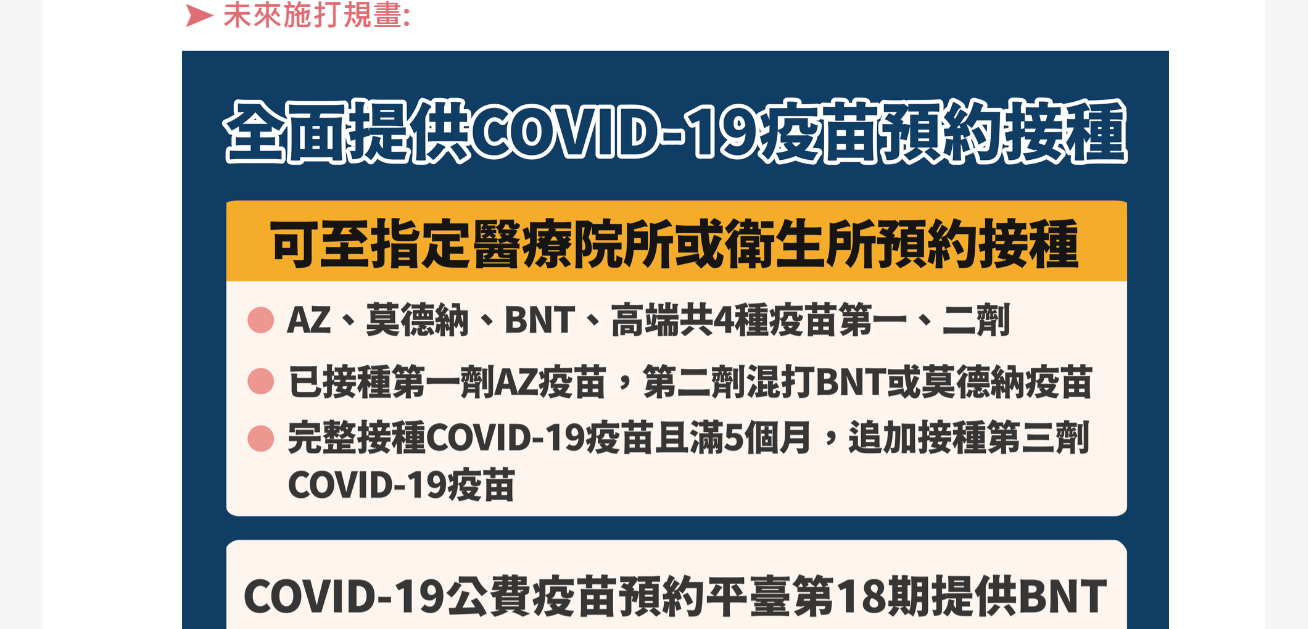 ➤ 未來施打規畫:
全面提供COVID-19疫苗預約接種
可至指定醫療院所或衛生所預約接種
● AZ、莫德納、BNT、高端共4種疫苗第一、二劑
● 已接種第一劑AZ疫苗，第二劑混打BNT或莫德納疫苗
● 完整接種COVID-19疫苗且滿5個月，追加接種第三劑
COVID-19疫苗
COVID-19公費疫苗預約平臺第18期提供BNT